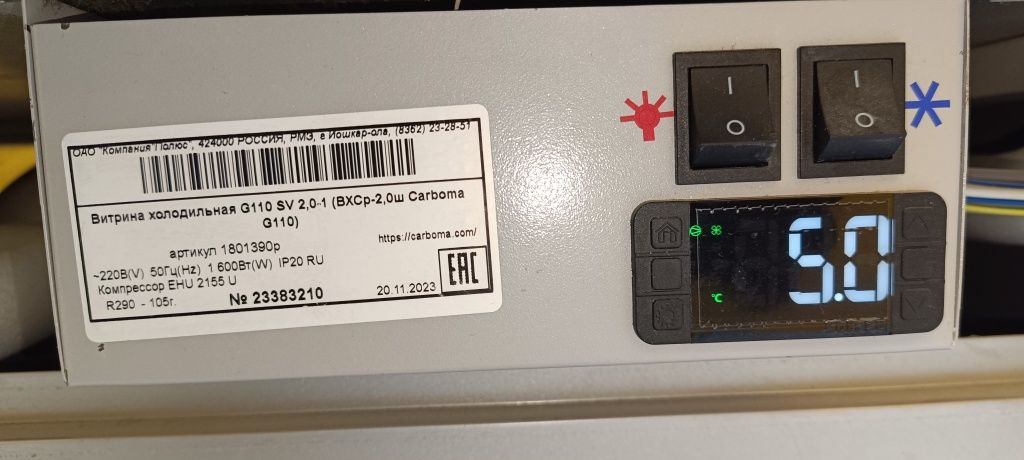 ОАО "Компания Полюс", 424000 РОССИЯ, РМЭ, г Йошкар-ола, (8362) 23-28-51
Витрина холодильная G110 SV 2,0-1 (ВХСр-2,0ш Carboma
G110)
артикул 1801390р
https://carboma.com/
~220В(V) 50Гц(Hz) 1 600Вт(W) IP20 RU
Компрессор EHU 2155 U
R290 - 105г.
№ 23383210
20.11.2023
EAC
I
O
I
O
5.0
°C